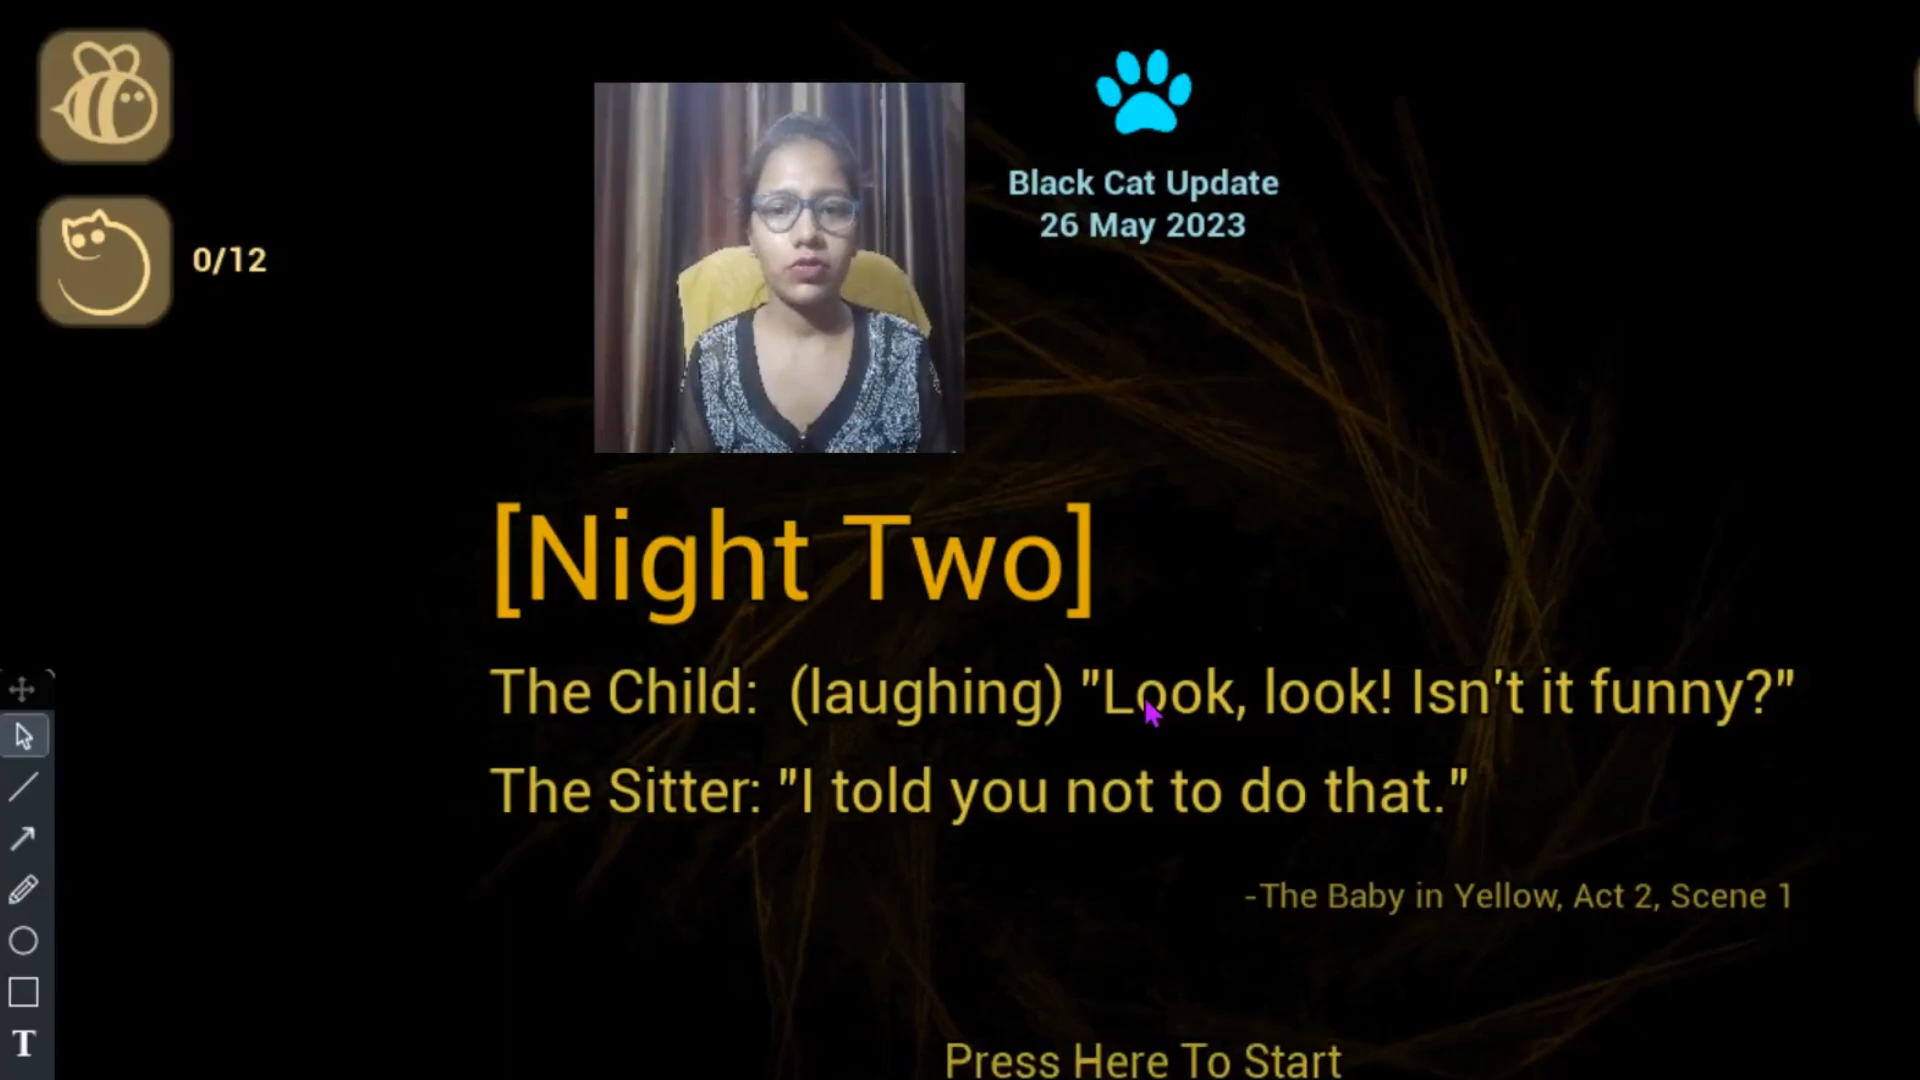 0/12
Black Cat Update
26 May 2023
[Night Two]
The Child: (laughing) "Look, look! Isn't it funny?"
The Sitter: "I told you not to do that."
-The Baby in Yellow, Act 2, Scene 1
Press Here To Start
T